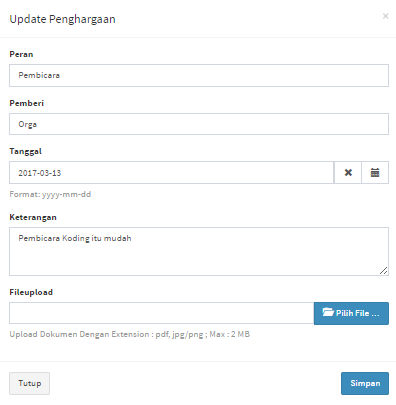 Update Penghargaan
×
Peran
Pembicara
Pemberi
Orga
Tanggal
2017-03-13
Format: yyyy-mm-dd
Keterangan
Pembicara Koding itu mudah
Fileupload
Pilih File ...
Upload Dokumen Dengan Extension : pdf, jpg/png ; Max : 2 MB
Tutup
Simpan